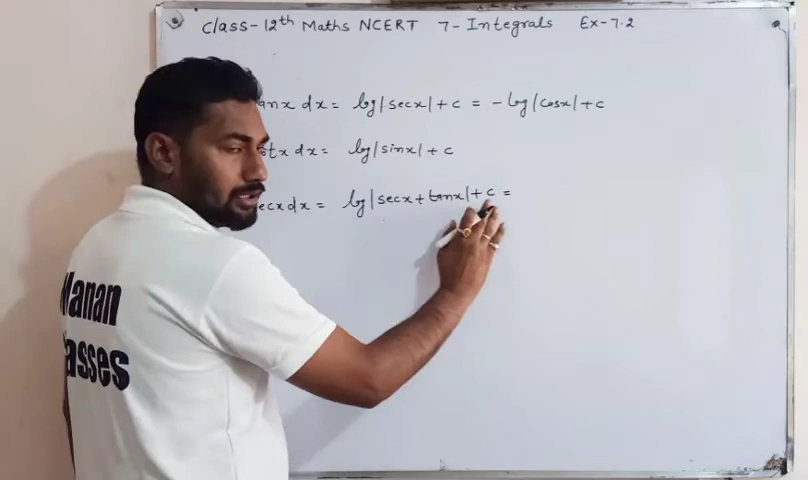 Class-12th Maths NCERT 7-Integrals Ex-7.2
anx dx = log|secx|+c = -log|cosx|+c
tx dx = log|sinx|+c
ecx dx = log|secx+tanx|+c =
Manan
asses